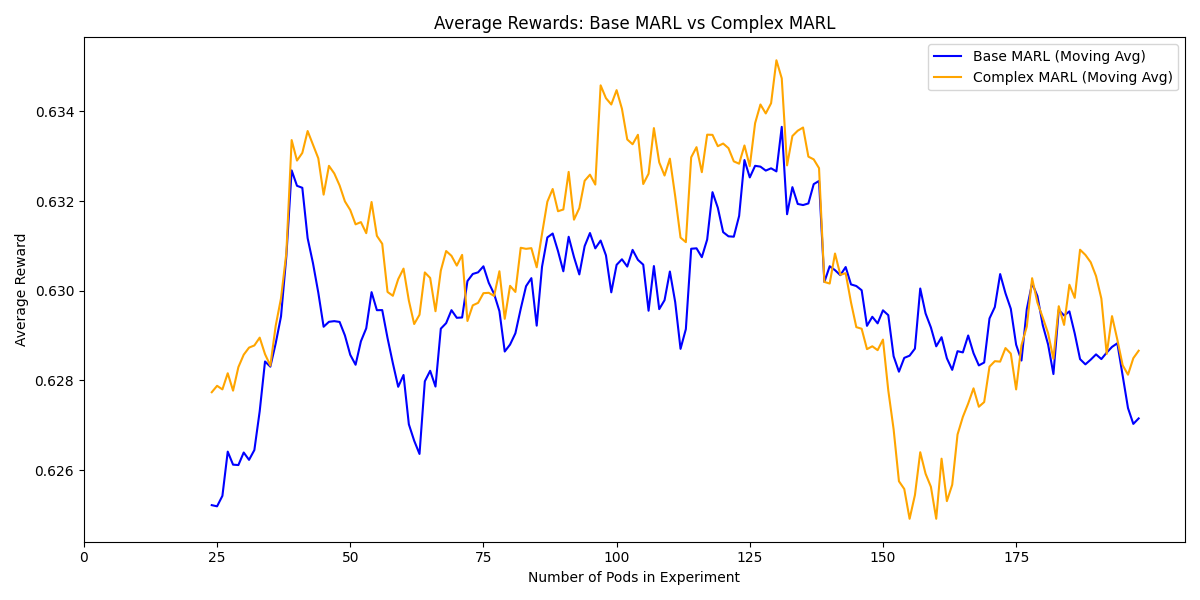 Average Rewards: Base MARL vs Complex MARL
Base MARL (Moving Avg)
Complex MARL (Moving Avg)
Average Reward
0.634
0.632
0.630
0.628
0.626
0 25 50 75 100 125 150 175
Number of Pods in Experiment